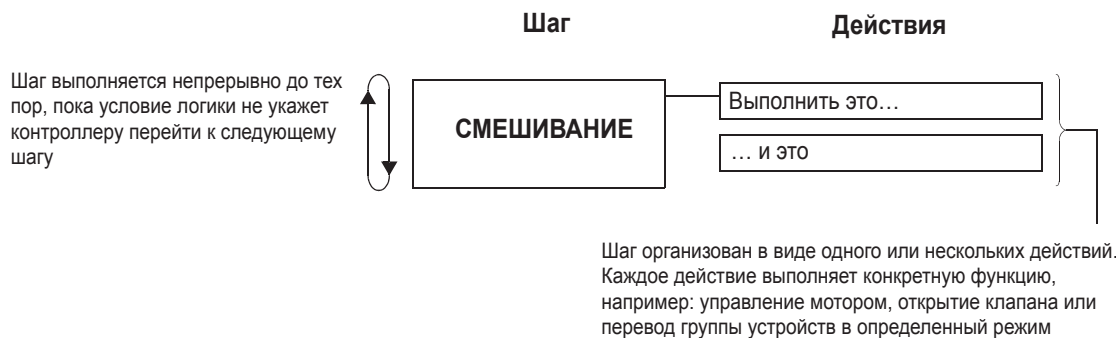 Шаг
Действия
Шаг выполняется непрерывно до тех
пор, пока условие логики не укажет
контроллеру перейти к следующему
шагу
СМЕШИВАНИЕ
Выполнить это…
… и это
Шаг организован в виде одного или нескольких действий.
Каждое действие выполняет конкретную функцию,
например: управление мотором, открытие клапана или
перевод группы устройств в определенный режим